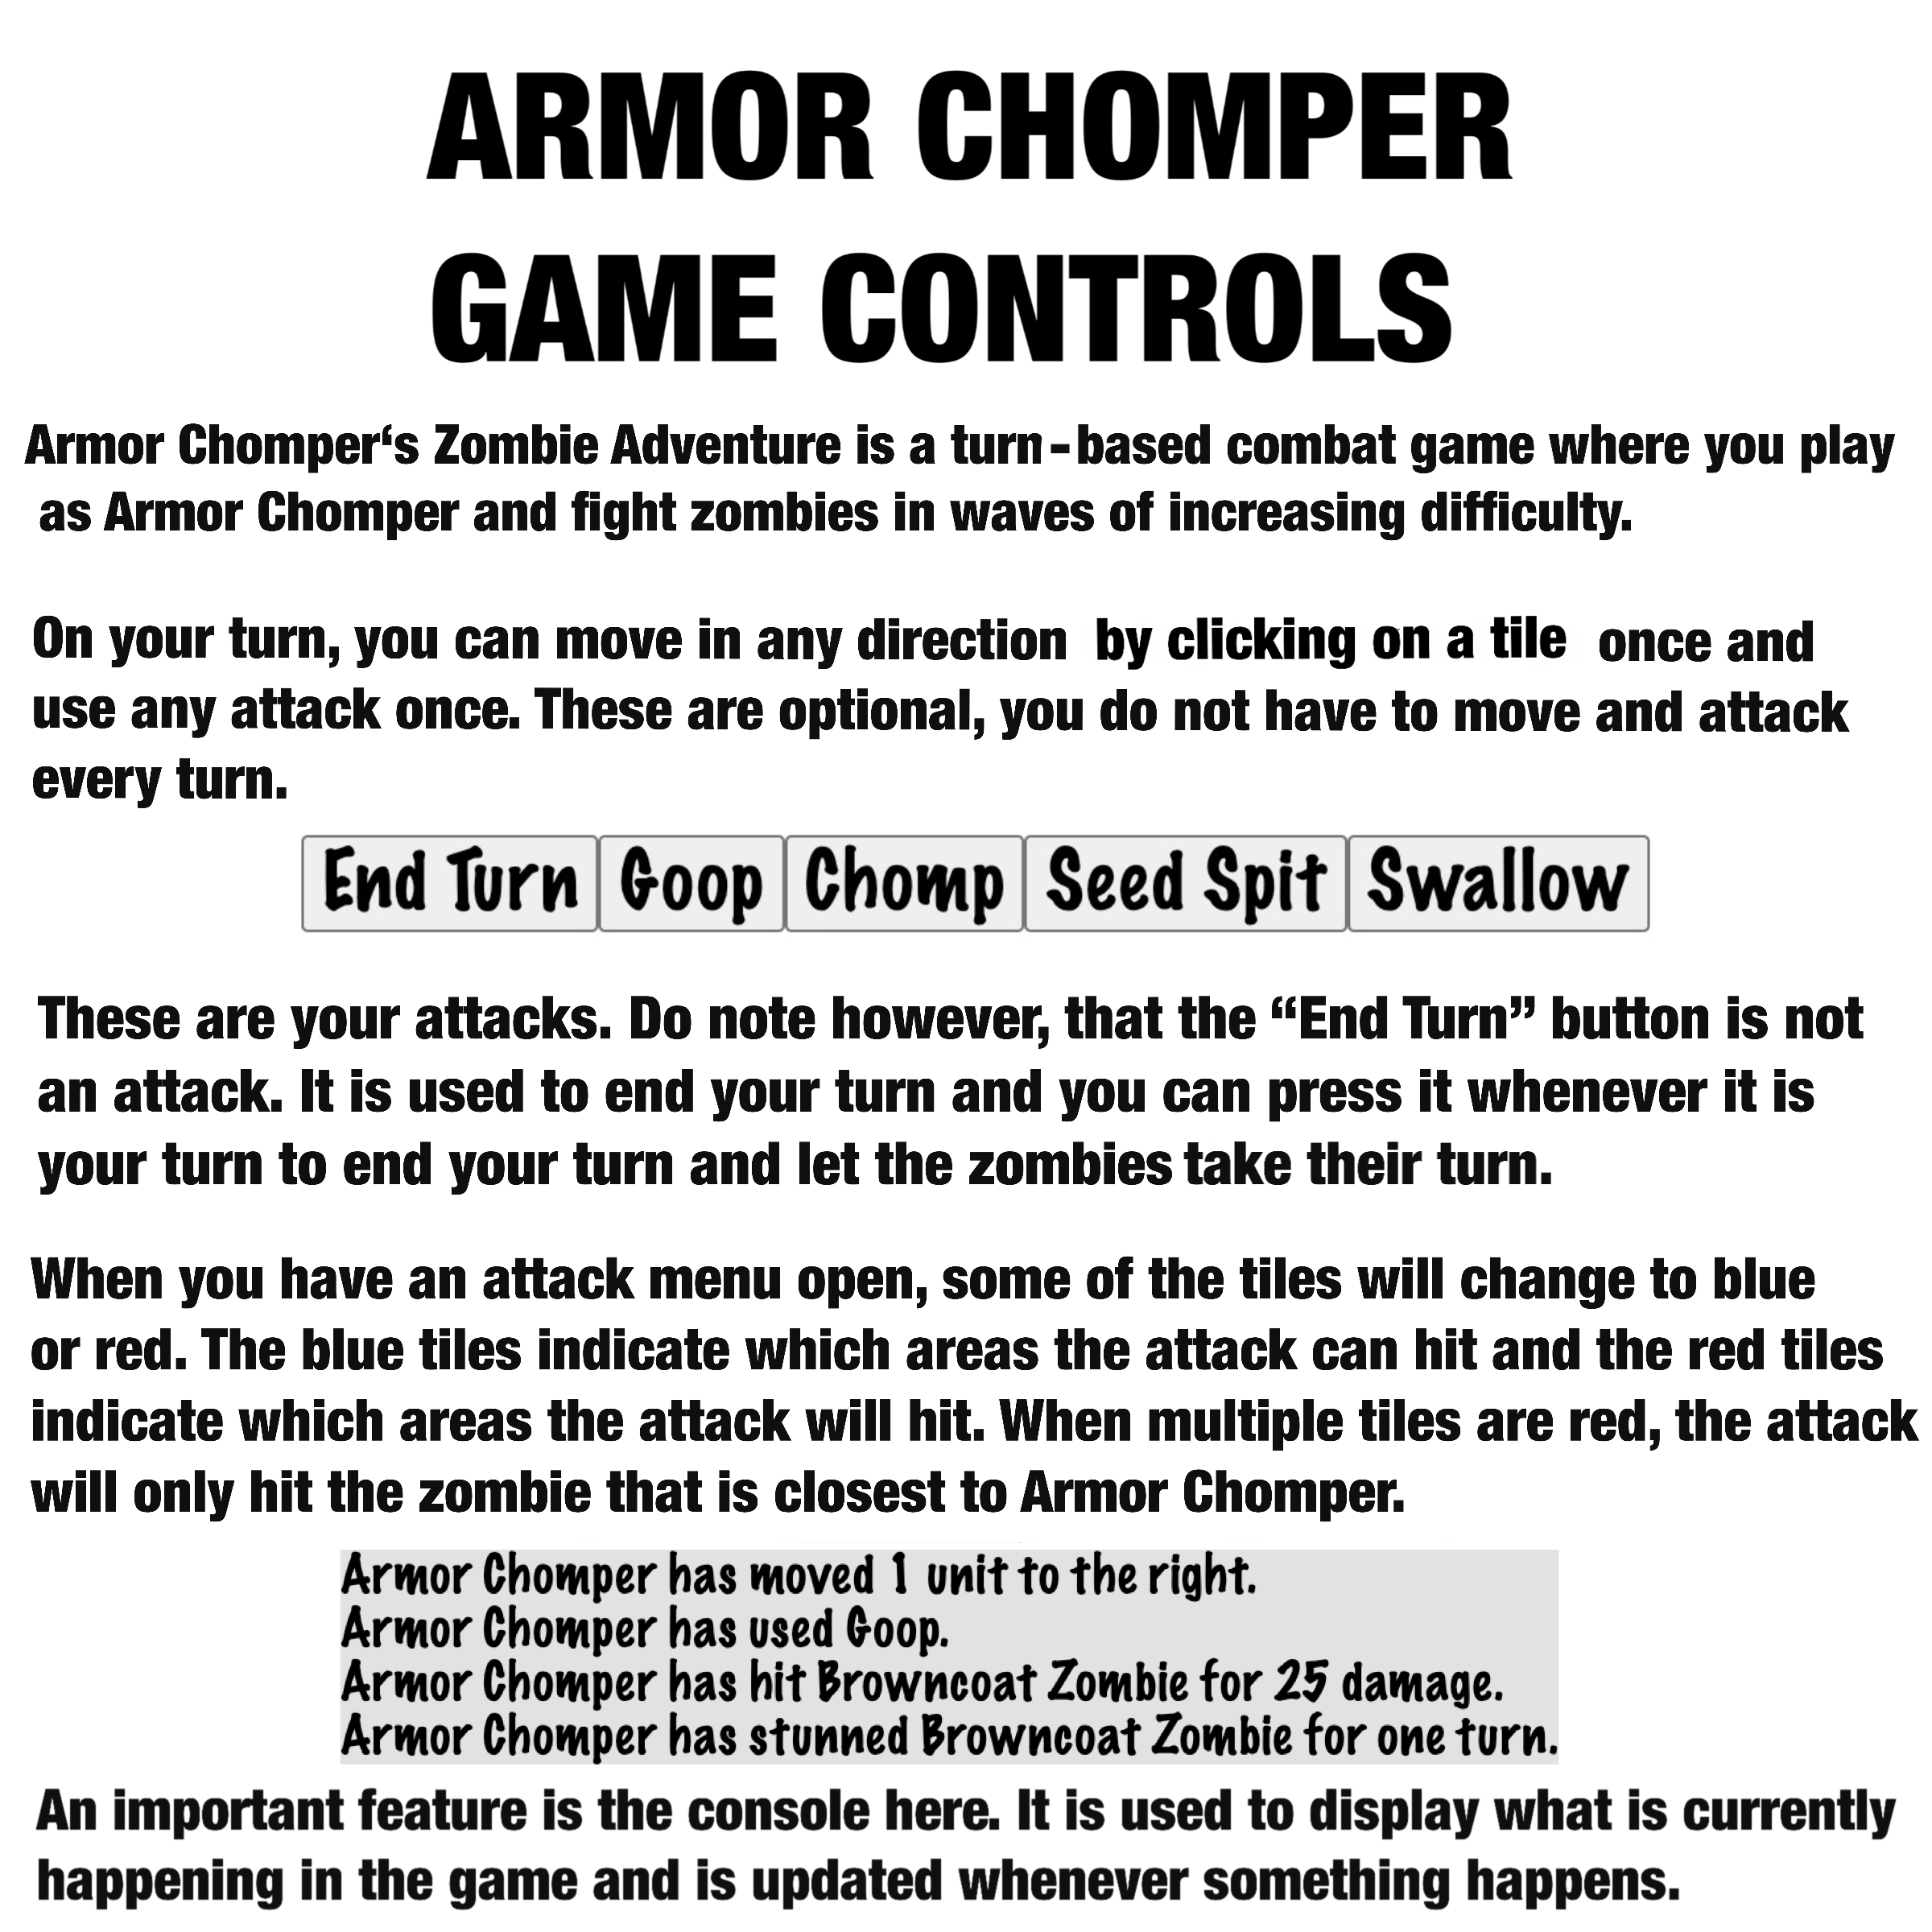 ARMOR CHOMPER
GAME CONTROLS
Armor Chomper‘s Zombie Adventure is a turn-based combat game where you play
as Armor Chomper and fight zombies in waves of increasing difficulty.
On your turn, you can move in any direction by clicking on a tile once and
use any attack once. These are optional, you do not have to move and attack
every turn.
End Turn Goop Chomp Seed Spit Swallow
These are your attacks. Do note however, that the “End Turn” button is not
an attack. It is used to end your turn and you can press it whenever it is
your turn to end your turn and let the zombies take their turn.
When you have an attack menu open, some of the tiles will change to blue
or red. The blue tiles indicate which areas the attack can hit and the red tiles
indicate which areas the attack will hit. When multiple tiles are red, the attack
will only hit the zombie that is closest to Armor Chomper.
Armor Chomper has moved 1 unit to the right.
Armor Chomper has used Goop.
Armor Chomper has hit Browncoat Zombie for 25 damage.
Armor Chomper has stunned Browncoat Zombie for one turn.
An important feature is the console here. It is used to display what is currently
happening in the game and is updated whenever something happens.